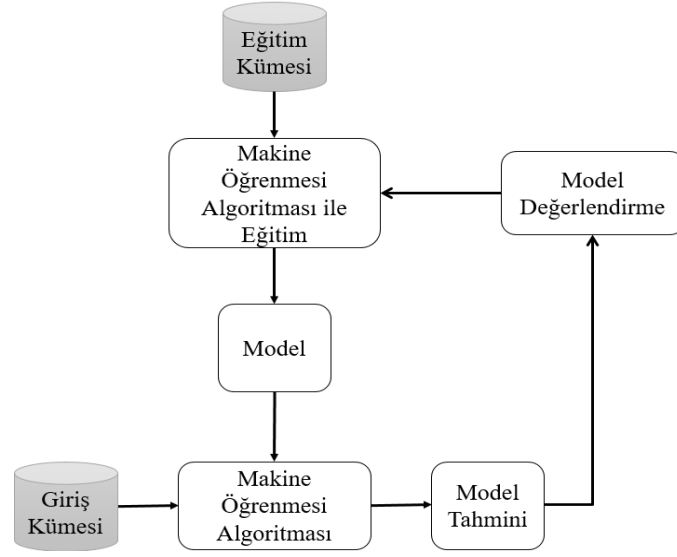 Eğitim
Kümesi
Makine
Öğrenmesi
Algoritması ile
Eğitim
Model
Değerlendirme
Model
Giriş
Kümesi
Makine
Öğrenmesi
Algoritması
Model
Tahmini